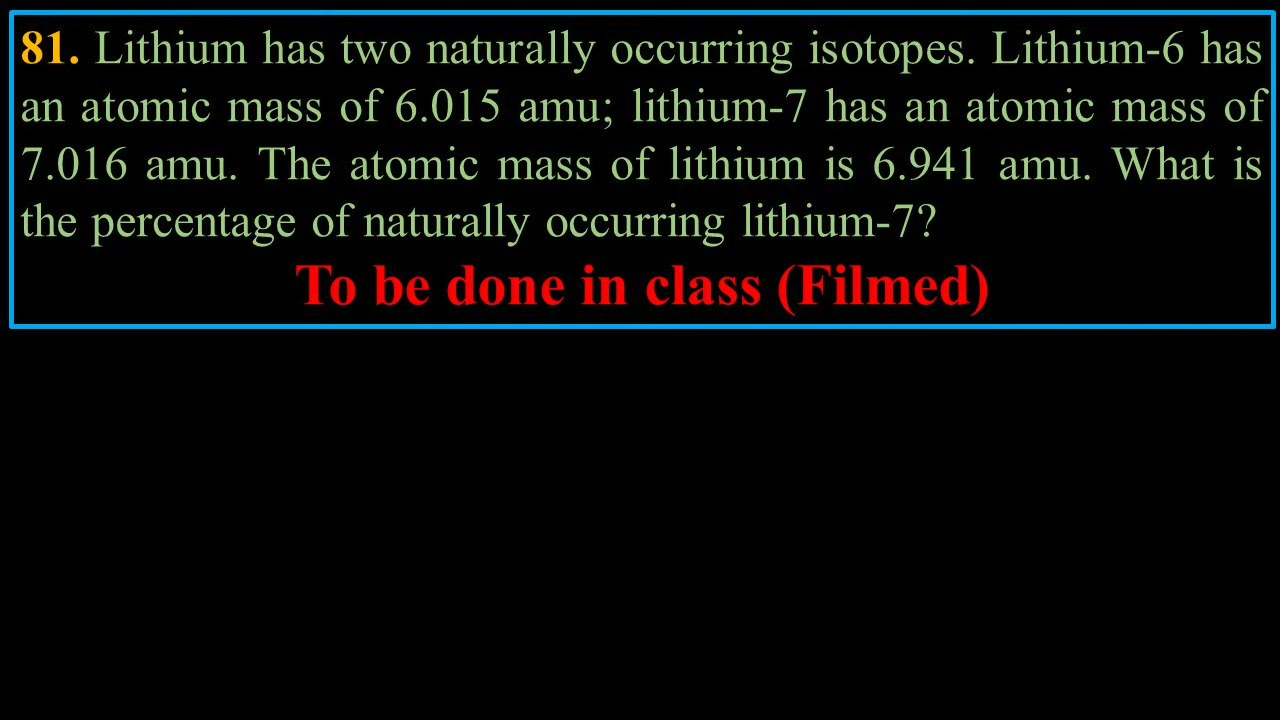 81. Lithium has two naturally occurring isotopes. Lithium-6 has
an atomic mass of 6.015 amu; lithium-7 has an atomic mass of
7.016 amu. The atomic mass of lithium is 6.941 amu. What is
the percentage of naturally occurring lithium-7?
To be done in class (Filmed)